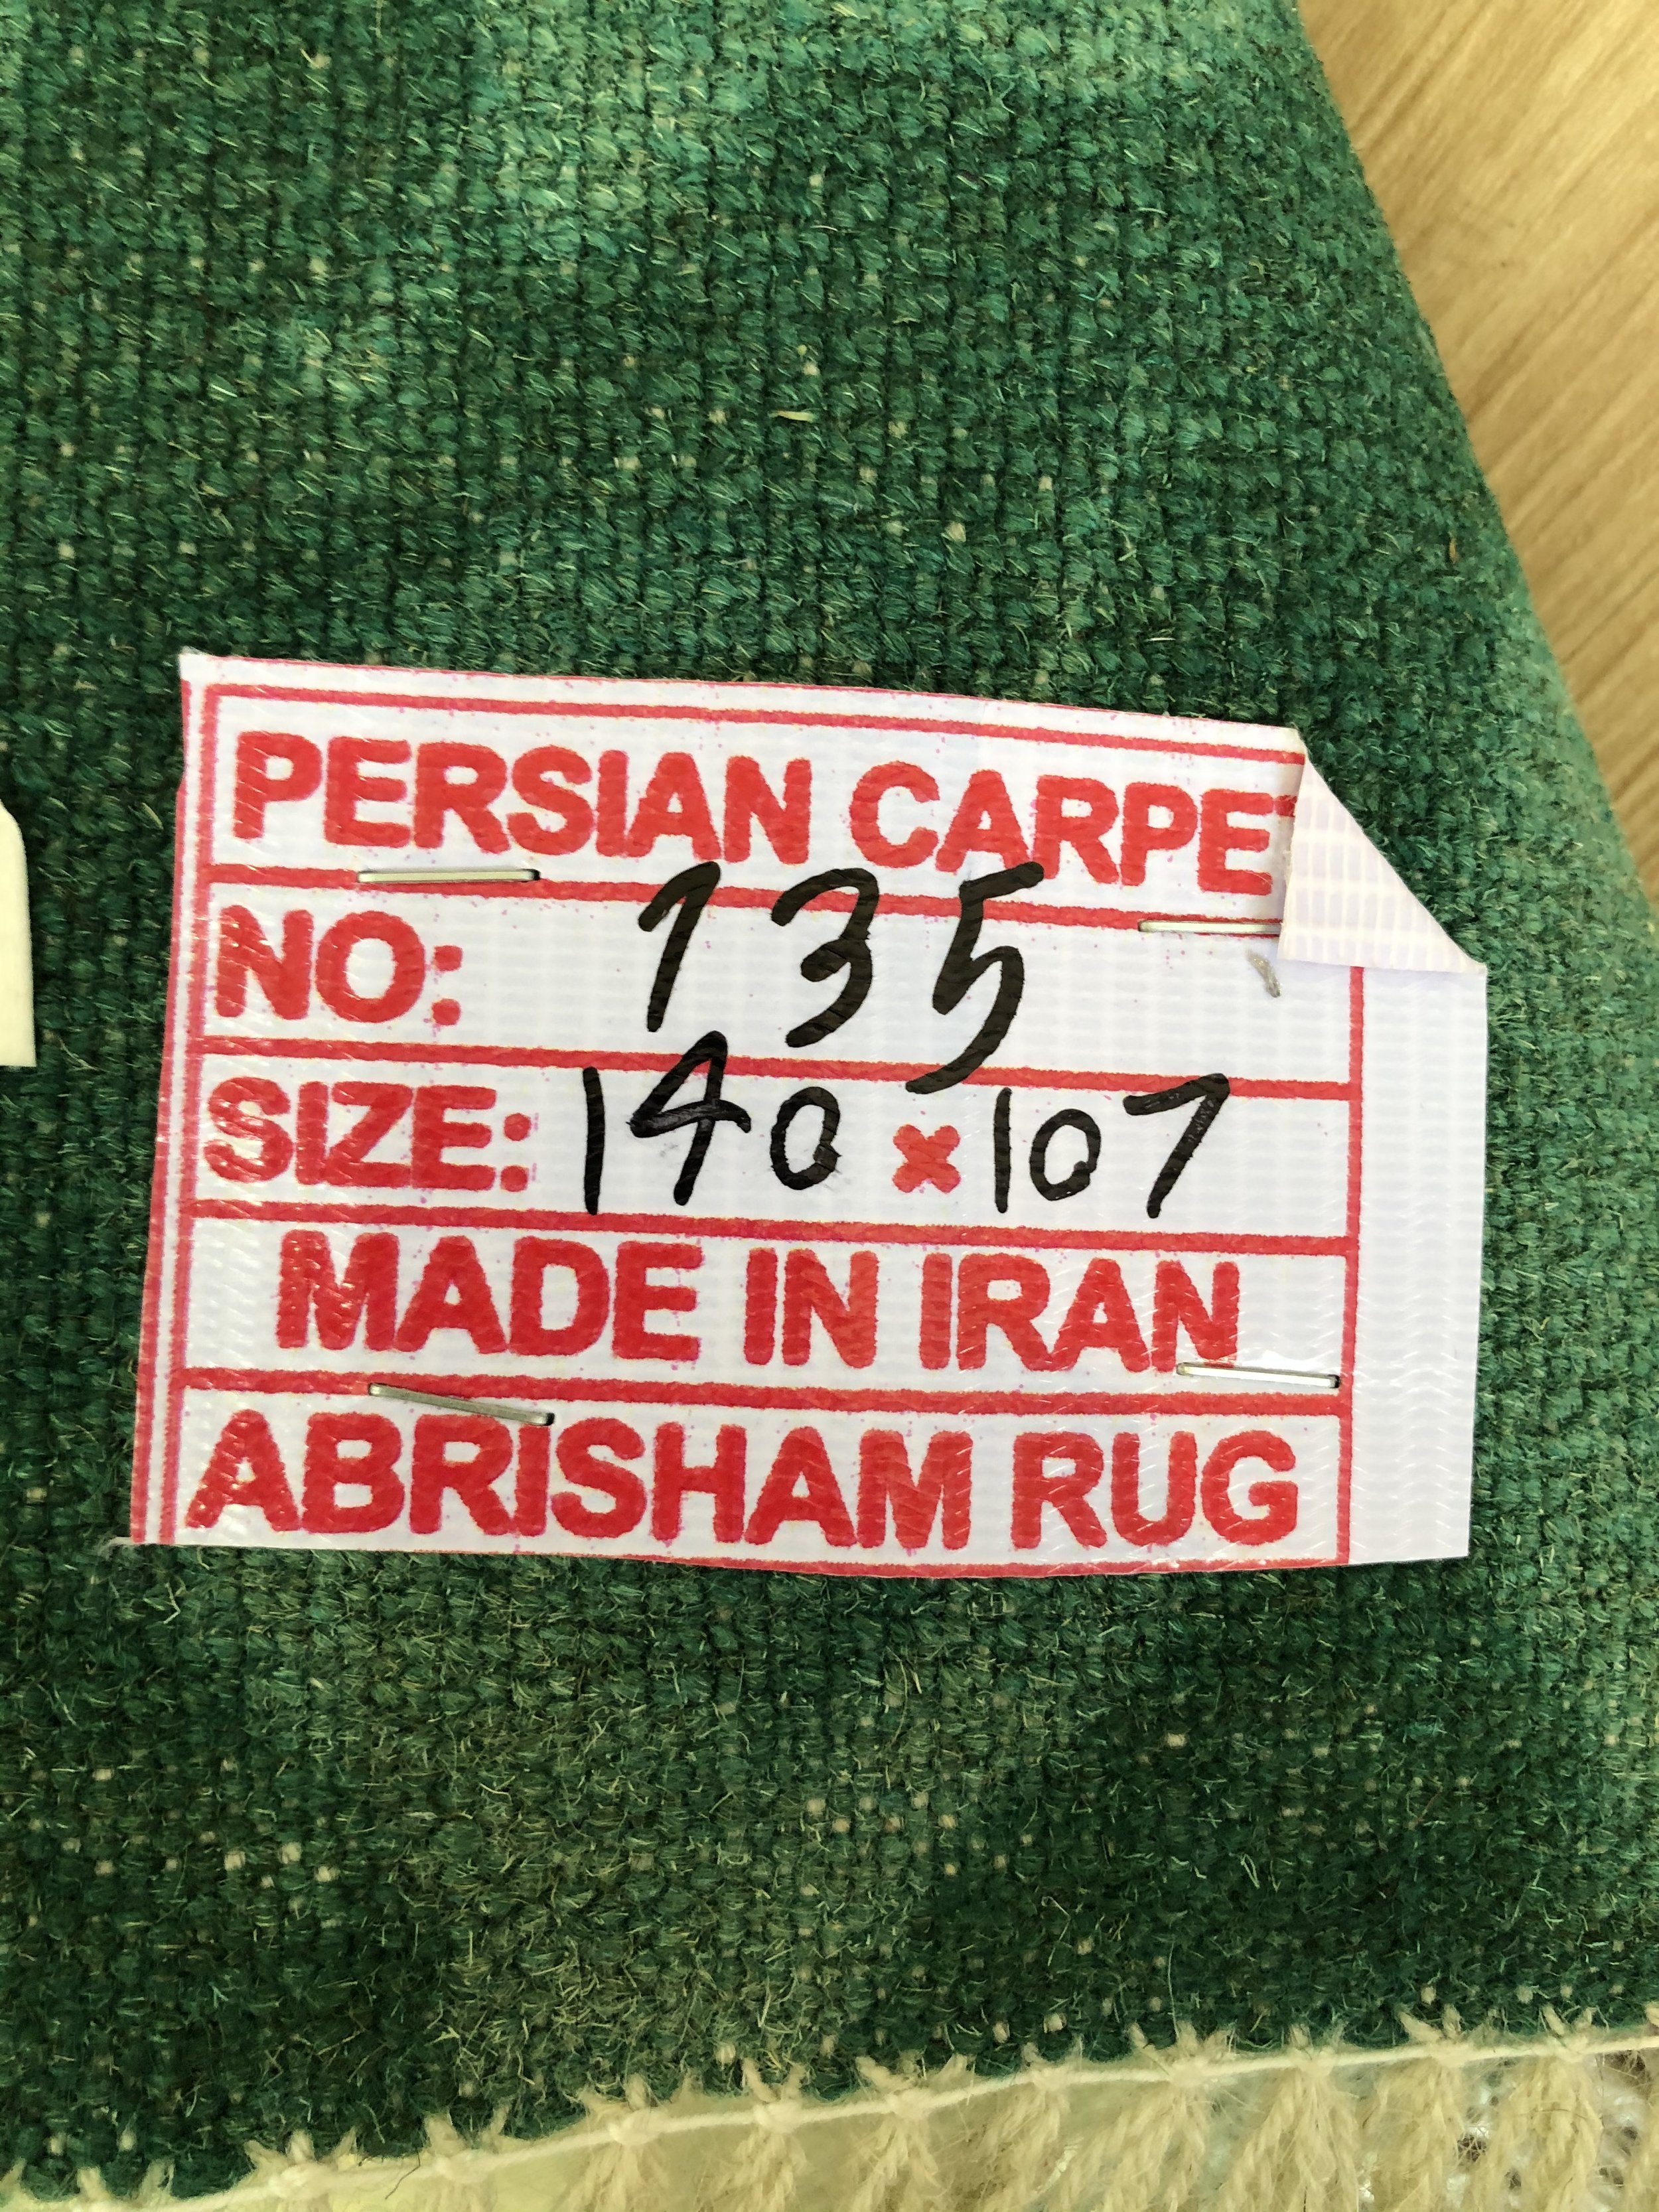 PERSIAN CARPET
NO: 135
SIZE: 140 x 107
MADE IN IRAN
ABRISHAM RUG